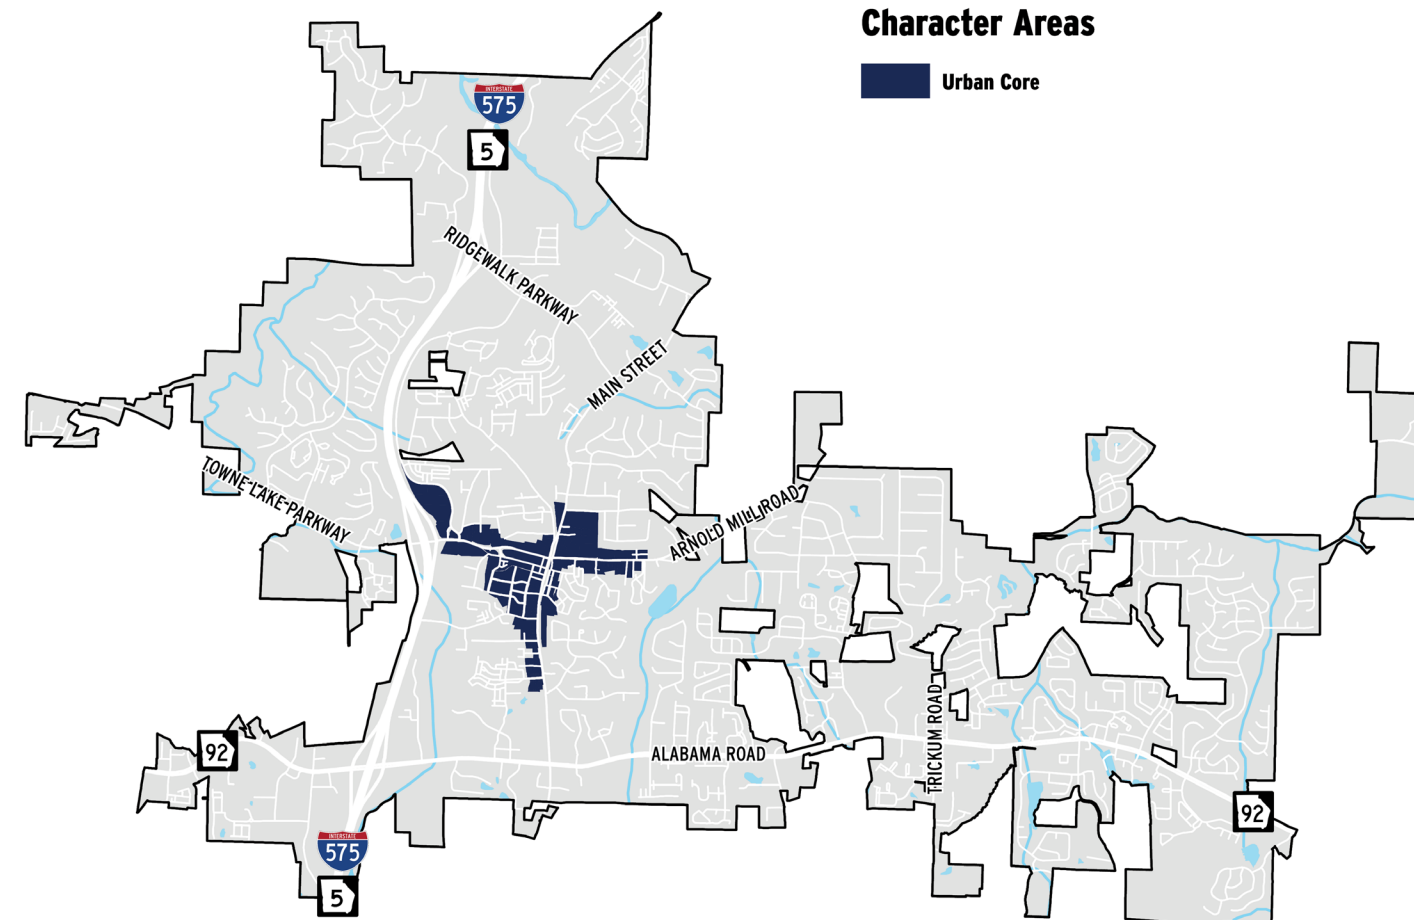 Character Areas
Urban Core
INTERSTATE
575
5
RIDGEWALK PARKWAY
MAIN STREET
TOWNE LAKE PARKWAY
ARNOLD MILL ROAD
TRICKUM ROAD
ALABAMA ROAD
92
92
INTERSTATE
575
5